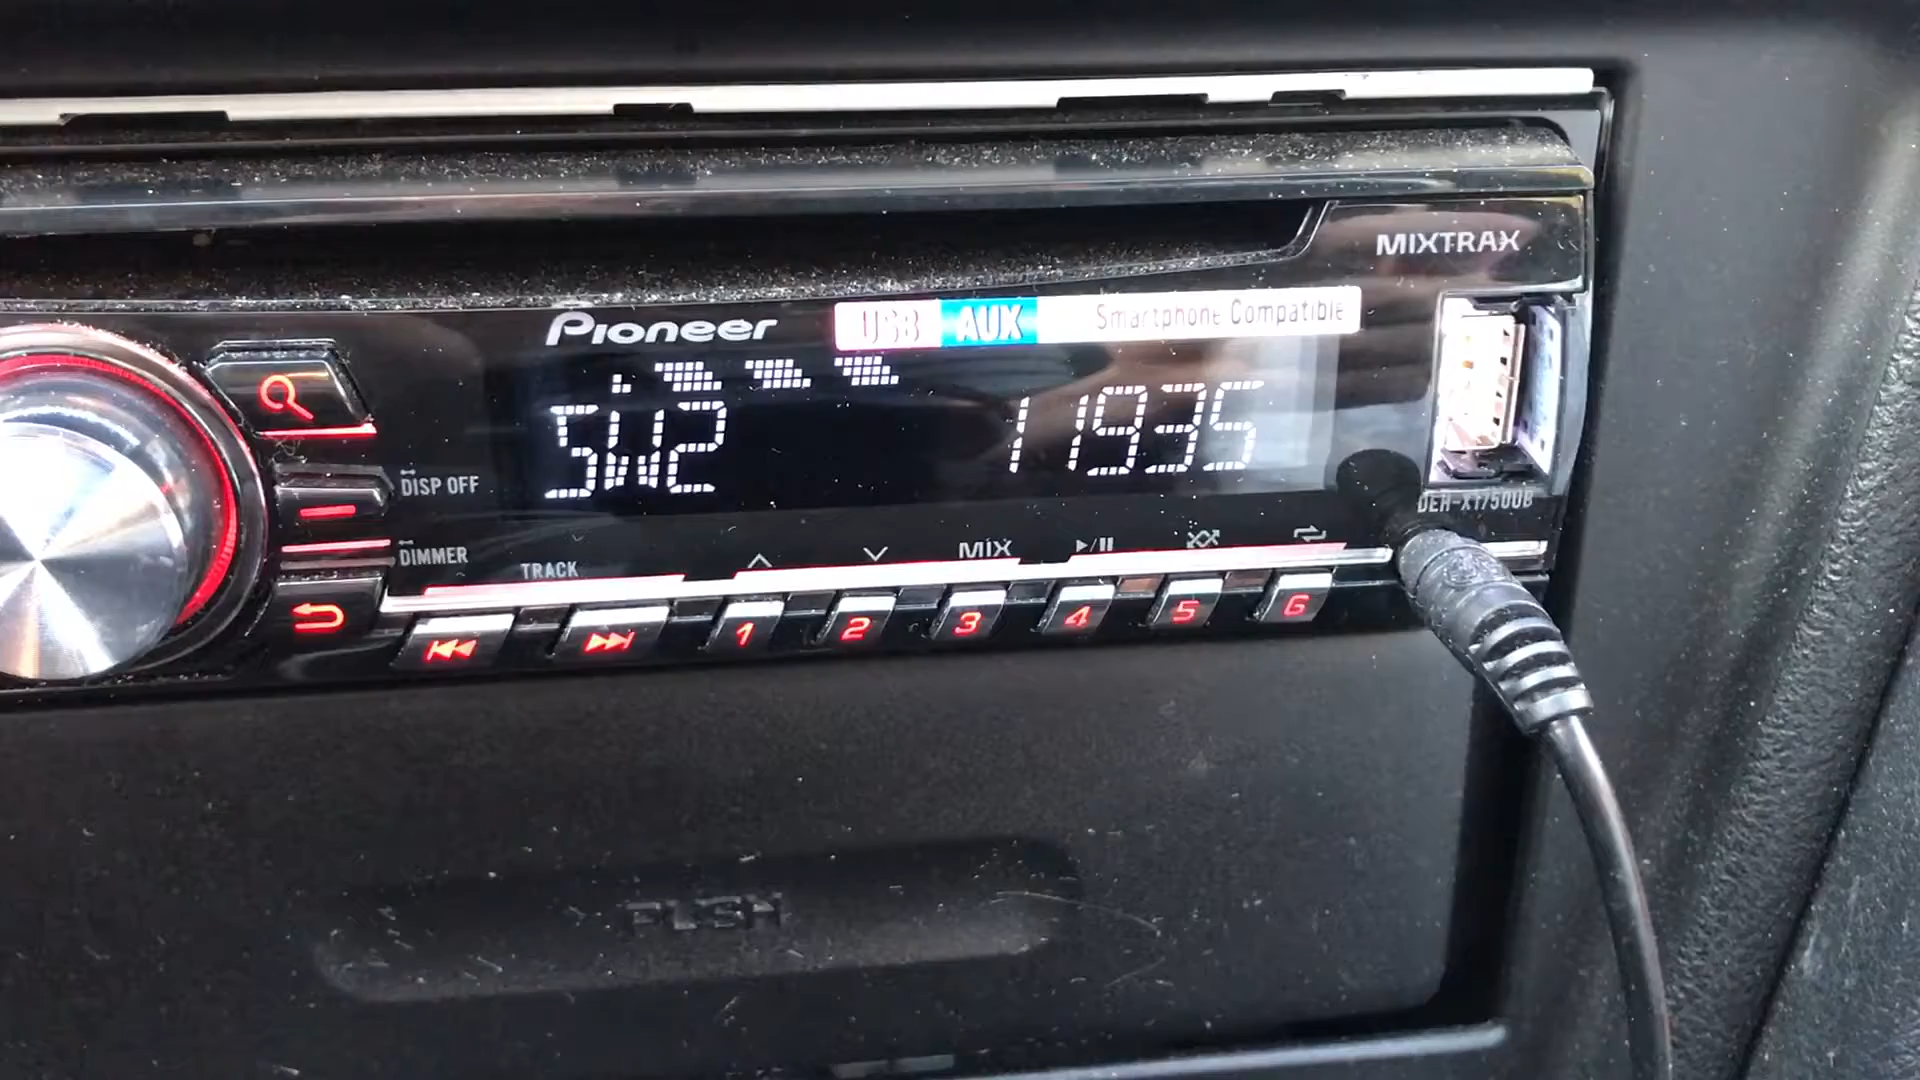 MIXTRAX
Pioneer
USB AUX Smartphone Compatible
SW2 11935
DISP OFF
DIMMER
DEH-X1750UB
TRACK MIX
1 2 3 4 5 6
PUSH